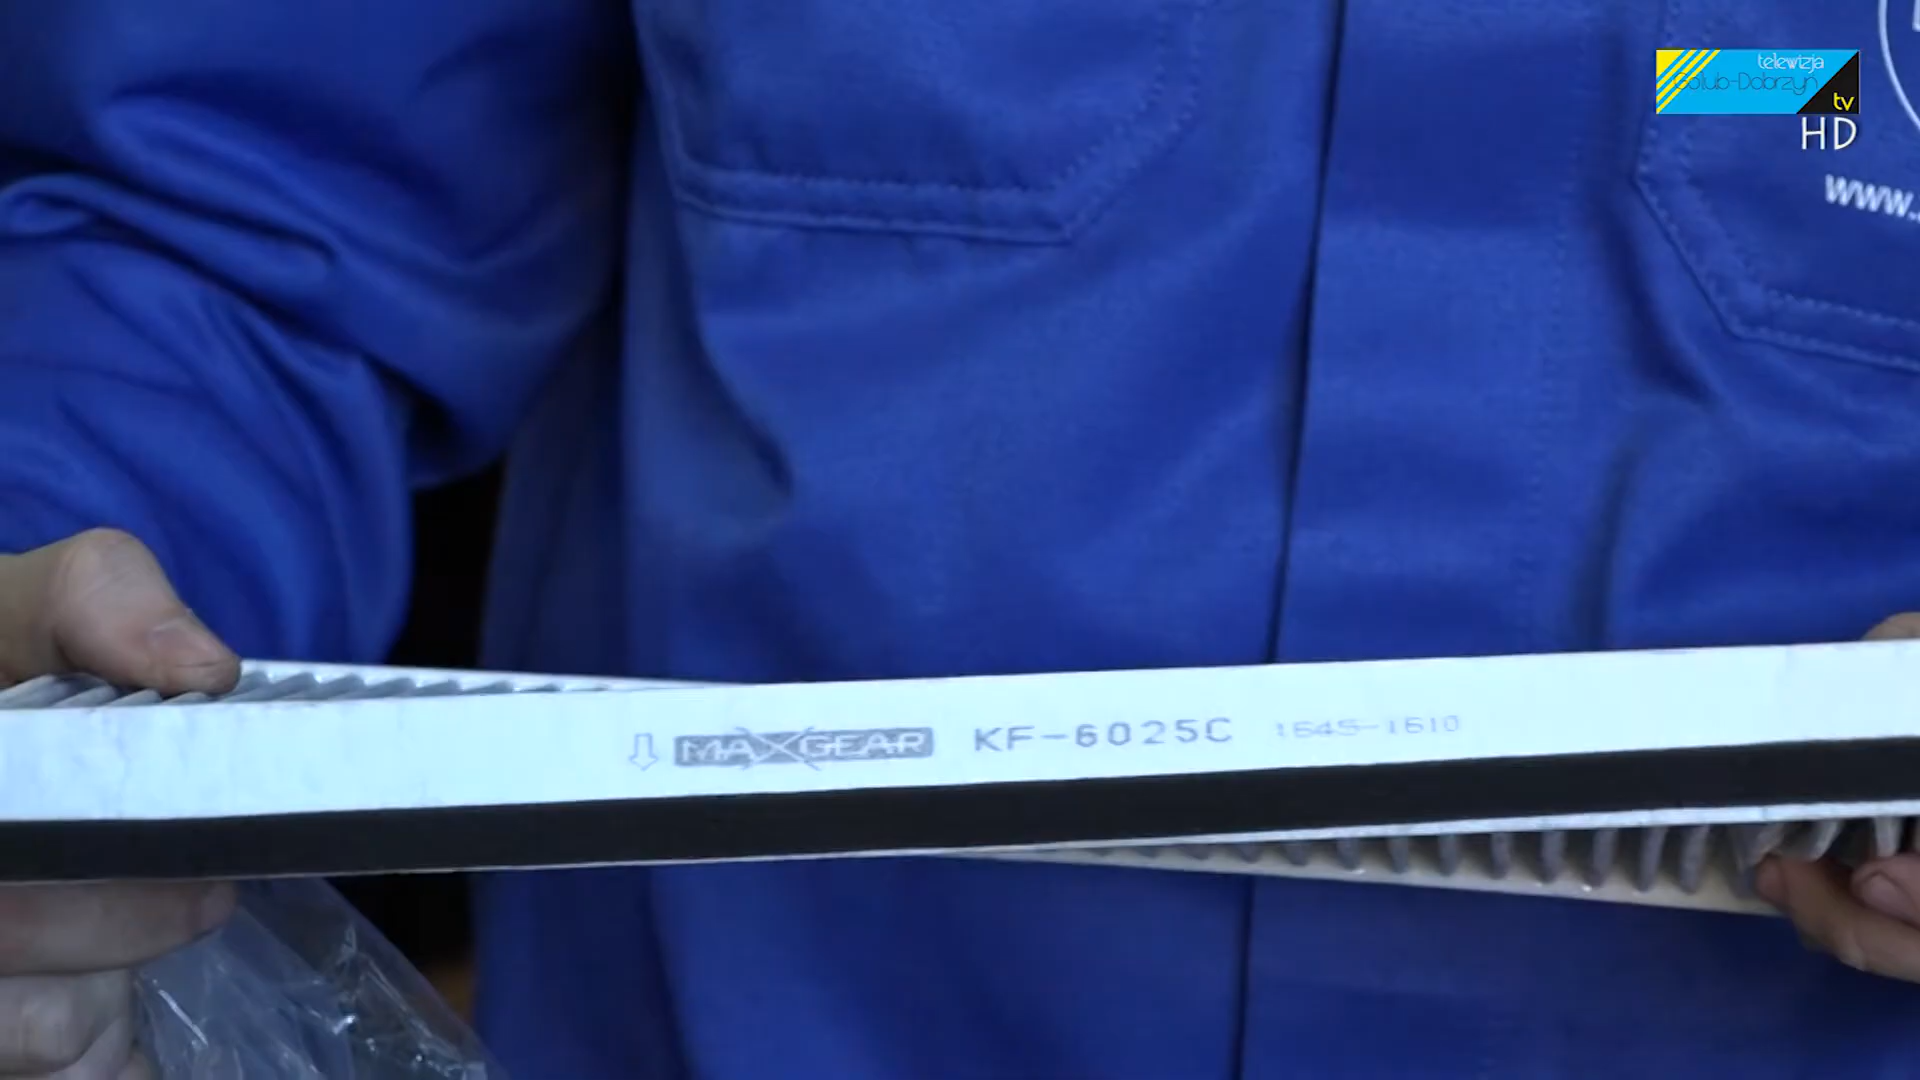 telewizja
Golub-Dobrzyń
tv
HD
www.
MAXGEAR KF-6025C 1645-1610